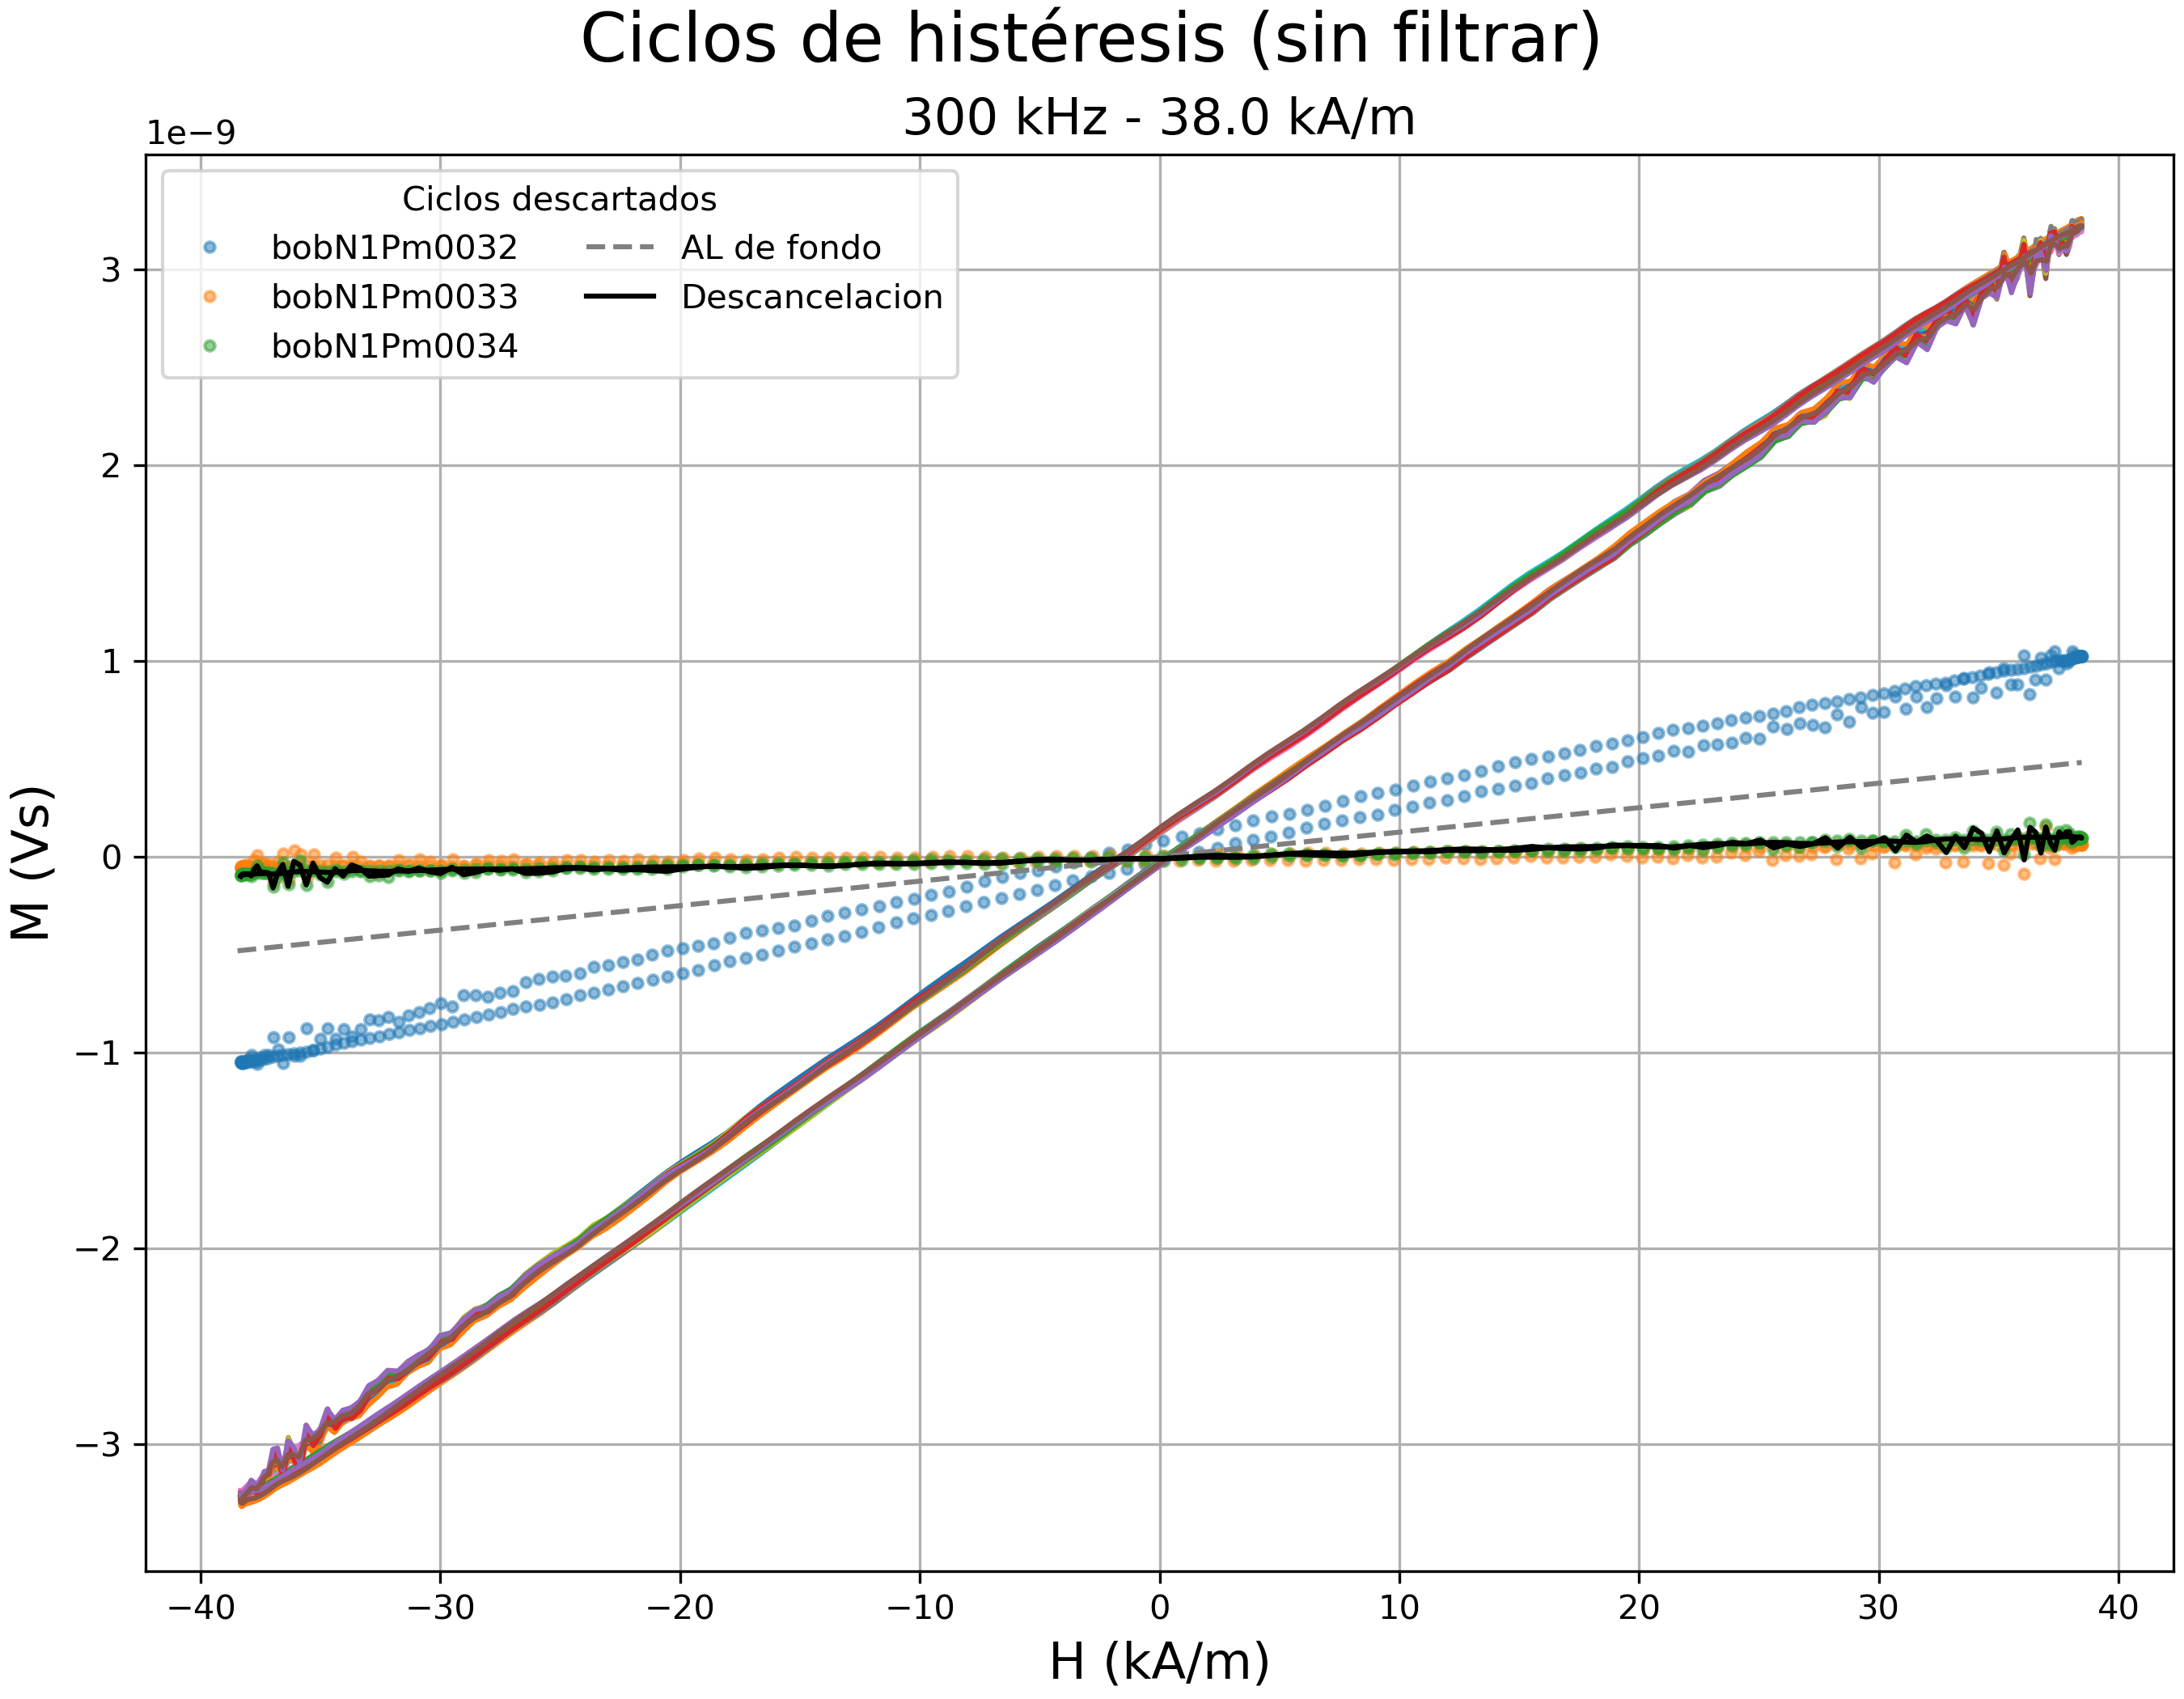 Ciclos de histéresis (sin filtrar)
300 kHz - 38.0 kA/m
1e−9
Ciclos descartados
bobN1Pm0032
bobN1Pm0033
bobN1Pm0034
AL de fondo
Descancelacion
3
2
1
0
−1
−2
−3
M (Vs)
−40 −30 −20 −10 0 10 20 30 40
H (kA/m)